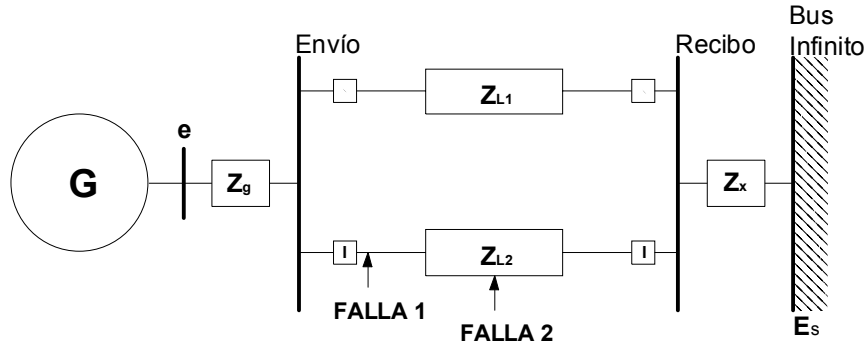 Bus
Infinito
Envío
Recibo
e
G
Zg
ZL1
Zx
I
ZL2
I
FALLA 1
FALLA 2
Es